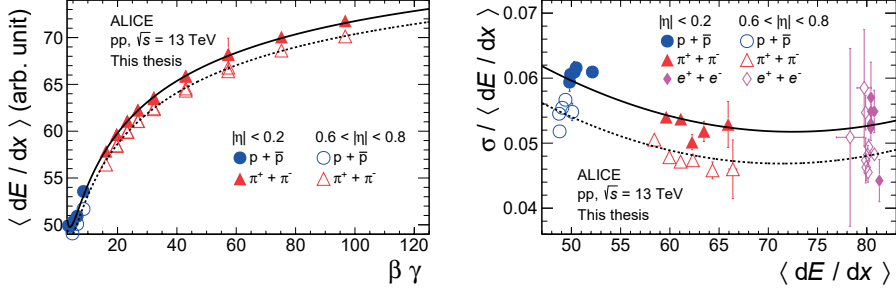 ⟨ dE / dx ⟩ (arb. unit)
75
70
65
60
55
50
ALICE
pp, √s = 13 TeV
This thesis
|η| < 0.2 0.6 < |η| < 0.8
p + p̅ p + p̅
π⁺ + π⁻ π⁺ + π⁻
20 40 60 80 100 120
β γ
σ / ⟨ dE / dx ⟩
0.07
0.06
0.05
0.04
|η| < 0.2 0.6 < |η| < 0.8
p + p̅ p + p̅
π⁺ + π⁻ π⁺ + π⁻
e⁺ + e⁻ e⁺ + e⁻
ALICE
pp, √s = 13 TeV
This thesis
50 55 60 65 70 75 80
⟨ dE / dx ⟩